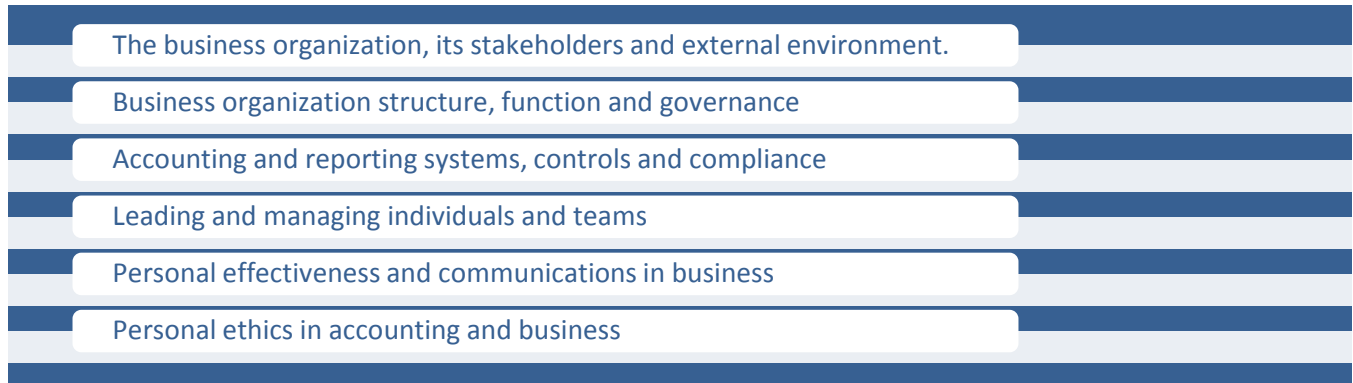 The business organization, its stakeholders and external environment.
Business organization structure, function and governance
Accounting and reporting systems, controls and compliance
Leading and managing individuals and teams
Personal effectiveness and communications in business
Personal ethics in accounting and business